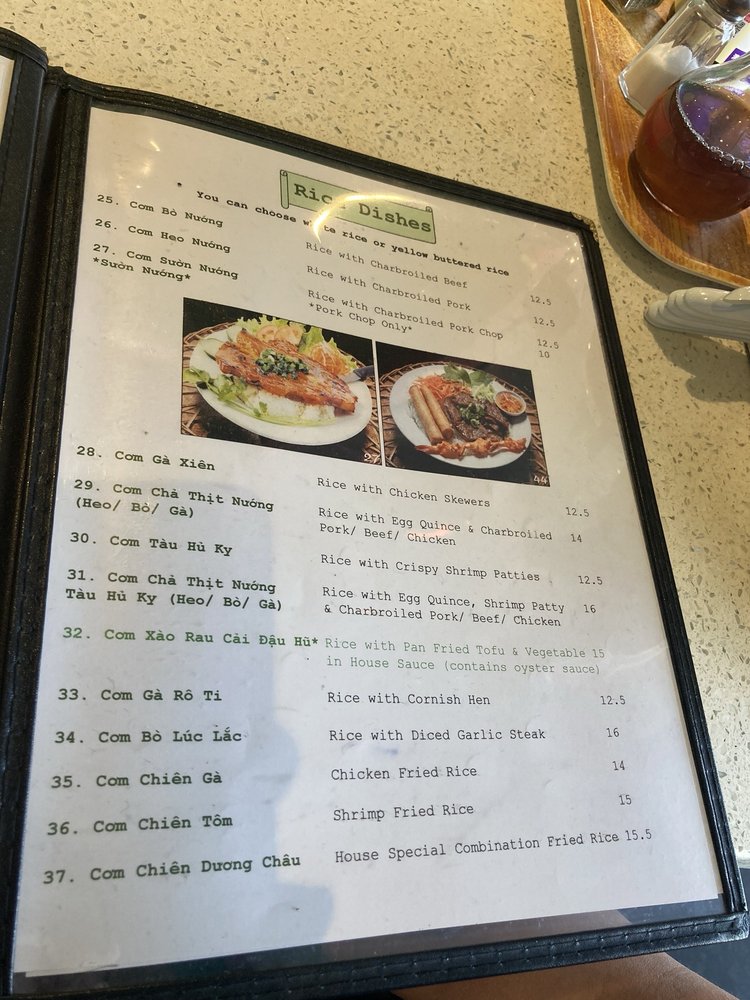 Rice Dishes
* You can choose white rice or yellow buttered rice
25. Cơm Bò Nướng Rice with Charbroiled Beef 12.5
26. Cơm Heo Nướng Rice with Charbroiled Pork 12.5
27. Cơm Sườn Nướng Rice with Charbroiled Pork Chop 12.5
*Sườn Nướng* *Pork Chop Only* 10
27
44
28. Cơm Gà Xiên Rice with Chicken Skewers 12.5
29. Cơm Chả Thịt Nướng Rice with Egg Quince & Charbroiled 14
(Heo/ Bò/ Gà) Pork/ Beef/ Chicken
30. Cơm Tàu Hủ Ky Rice with Crispy Shrimp Patties 12.5
31. Cơm Chả Thịt Nướng Rice with Egg Quince, Shrimp Patty 16
Tàu Hủ Ky (Heo/ Bò/ Gà) & Charbroiled Pork/ Beef/ Chicken
32. Cơm Xào Rau Cải Đậu Hũ* Rice with Pan Fried Tofu & Vegetable 15
in House Sauce (contains oyster sauce)
33. Cơm Gà Rô Ti Rice with Cornish Hen 12.5
34. Cơm Bò Lúc Lắc Rice with Diced Garlic Steak 16
35. Cơm Chiên Gà Chicken Fried Rice 14
36. Cơm Chiên Tôm Shrimp Fried Rice 15
37. Cơm Chiên Dương Châu House Special Combination Fried Rice 15.5